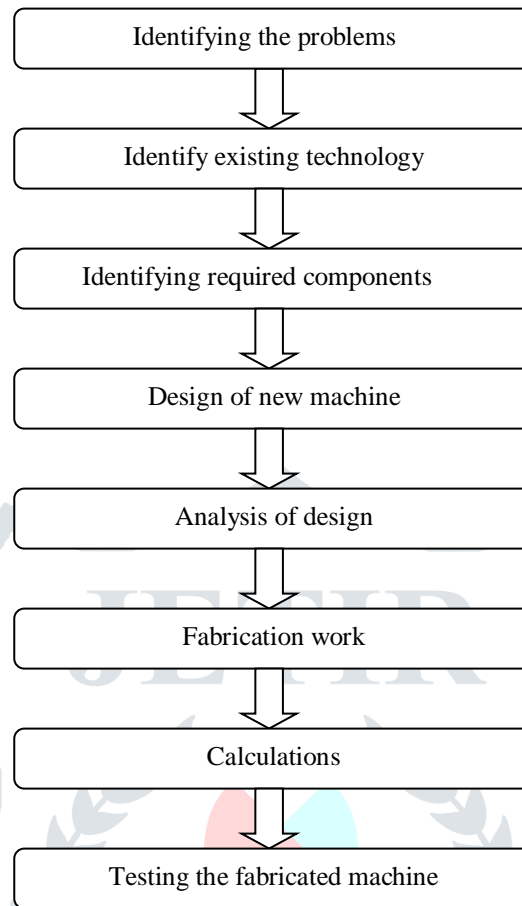 Identifying the problems
Identify existing technology
Identifying required components
Design of new machine
Analysis of design
JETIR
Fabrication work
Calculations
Testing the fabricated machine